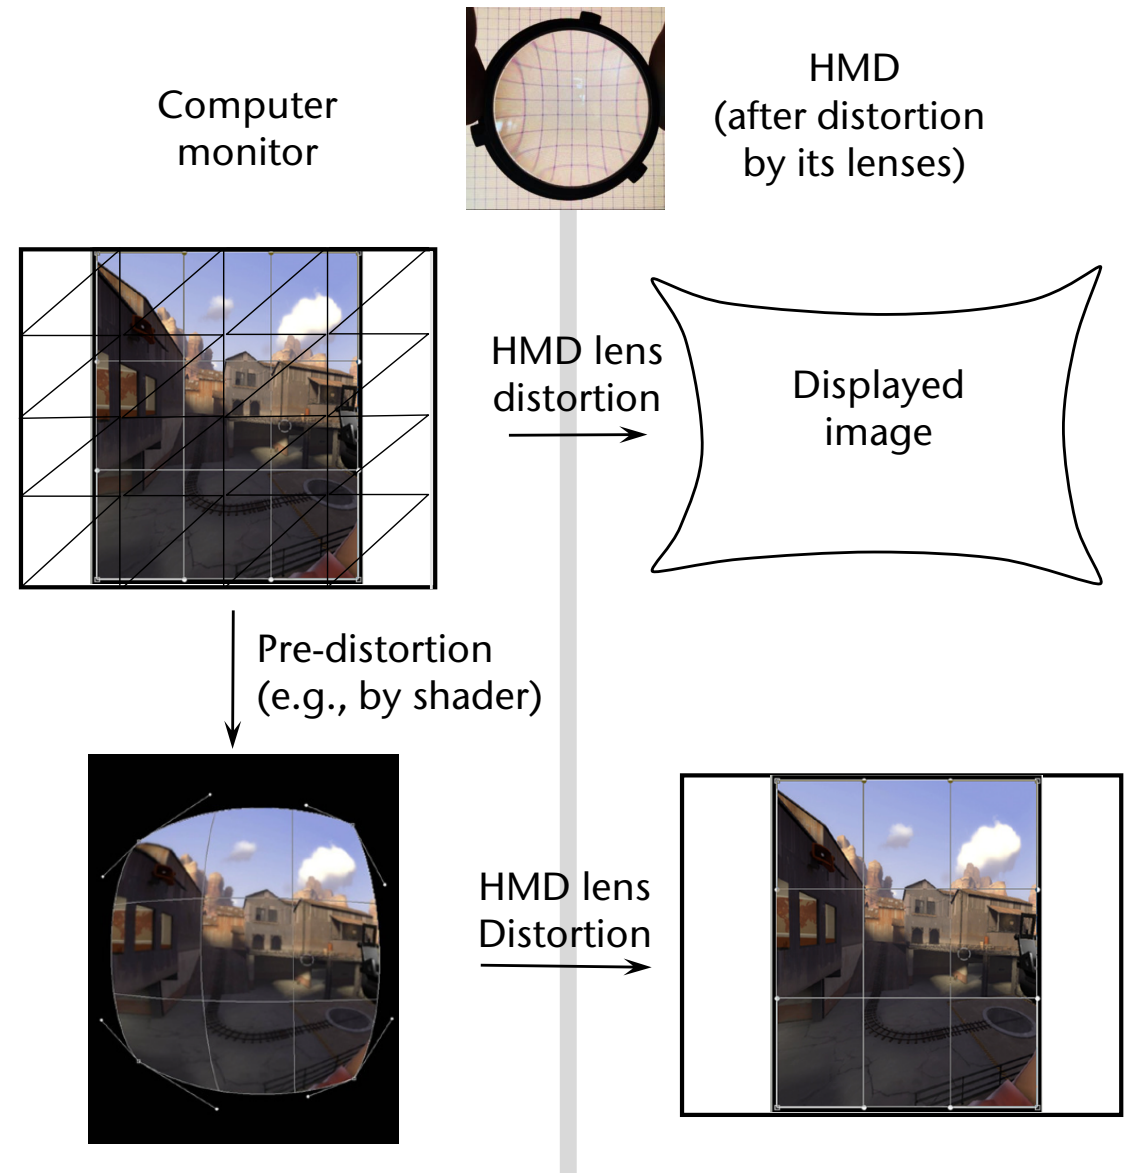 Computer
monitor
HMD
(after distortion
by its lenses)
HMD lens
distortion
Displayed
image
Pre-distortion
(e.g., by shader)
HMD lens
Distortion